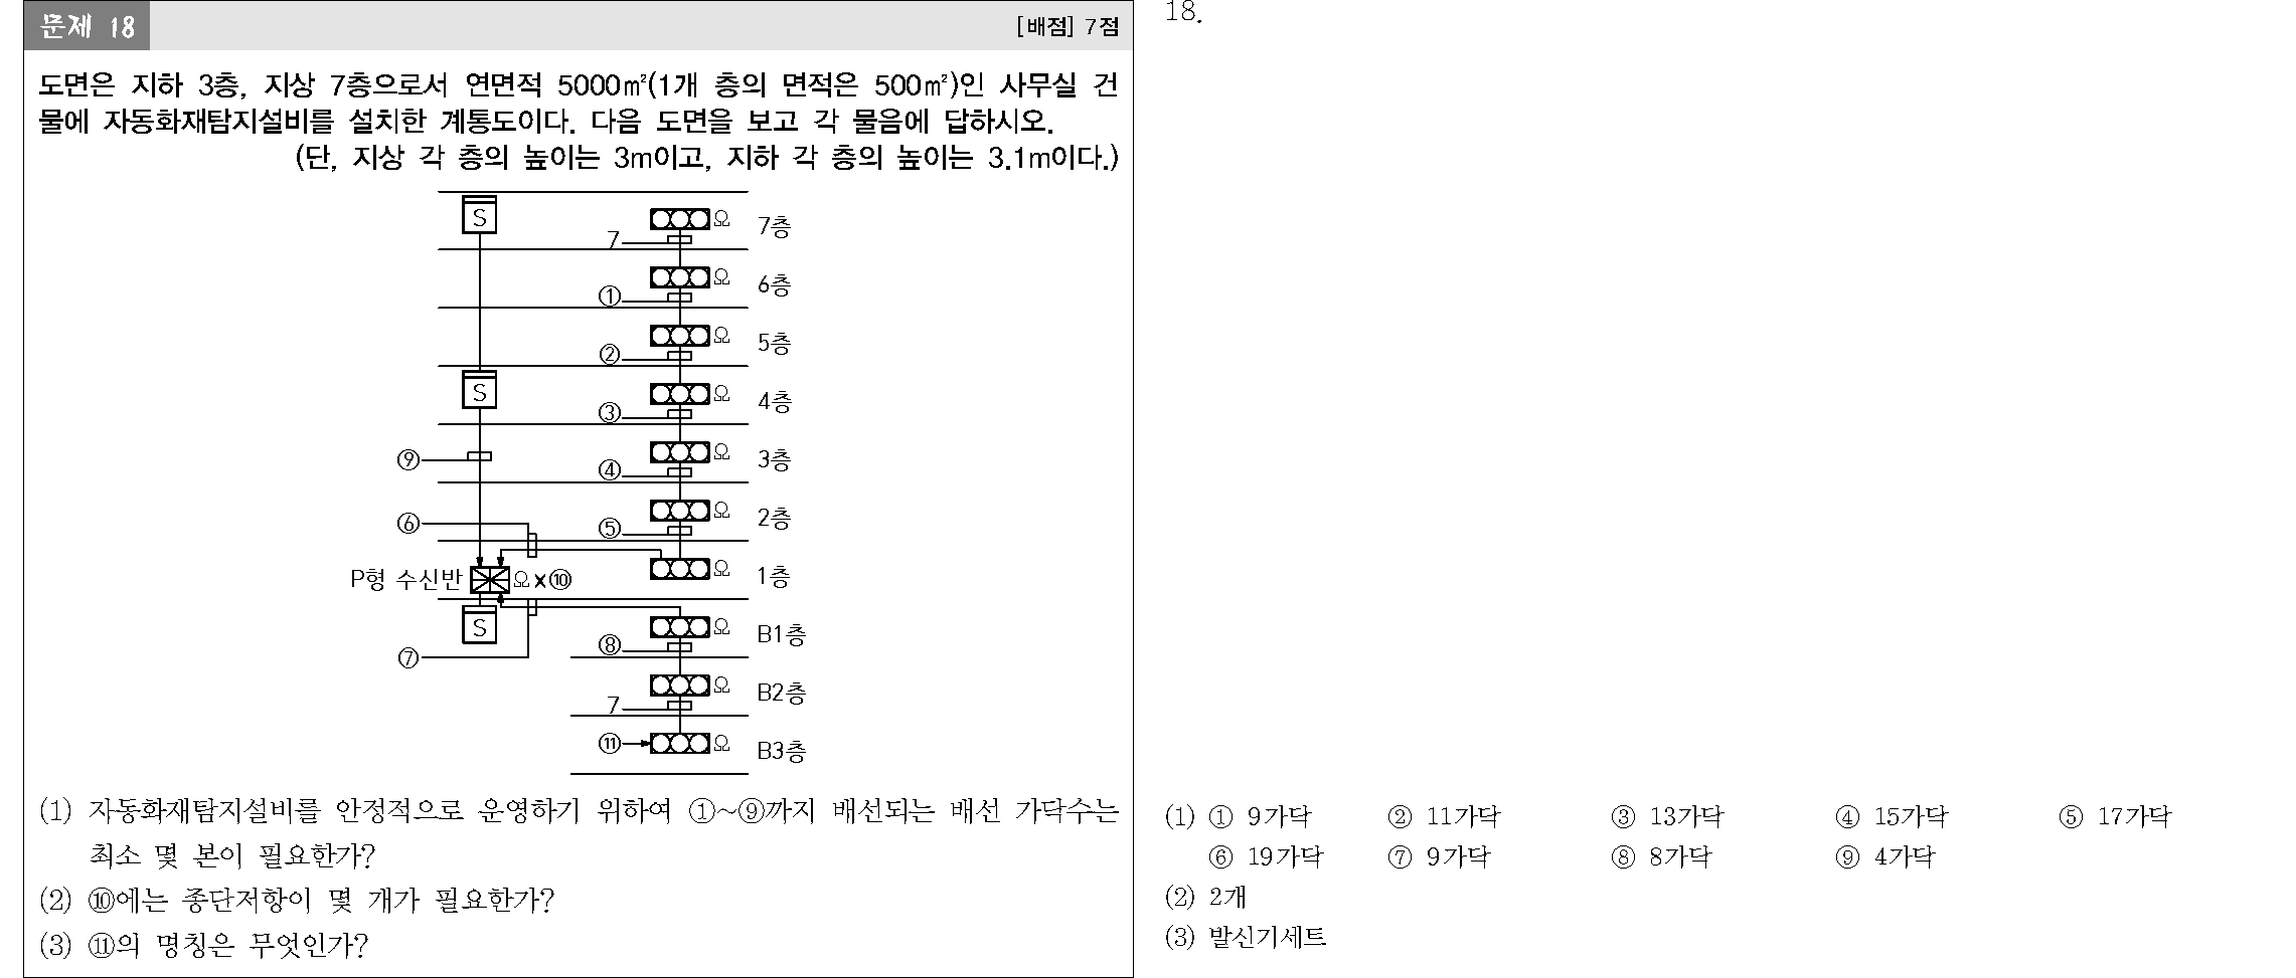 문제 18
[배점] 7점
도면은 지하 3층, 지상 7층으로서 연면적 5000㎡(1개 층의 면적은 500㎡)인 사무실 건
물에 자동화재탐지설비를 설치한 계통도이다. 다음 도면을 보고 각 물음에 답하시오.
(단, 지상 각 층의 높이는 3m이고, 지하 각 층의 높이는 3.1m이다.)
S Ω 7층
7
Ω 6층
①
Ω 5층
②
S Ω 4층
③
⑨ Ω 3층
④
⑥ Ω 2층
⑤
P형 수신반 Ω x ⑩ Ω 1층
S Ω B1층
⑧
⑦
Ω B2층
7
⑪ Ω B3층
(1) 자동화재탐지설비를 안정적으로 운영하기 위하여 ①~⑨까지 배선되는 배선 가닥수는
최소 몇 본이 필요한가?
(2) ⑩에는 종단저항이 몇 개가 필요한가?
(3) ⑪의 명칭은 무엇인가?
18.
(1) ① 9가닥 ② 11가닥 ③ 13가닥 ④ 15가닥 ⑤ 17가닥
⑥ 19가닥 ⑦ 9가닥 ⑧ 8가닥 ⑨ 4가닥
(2) 2개
(3) 발신기세트